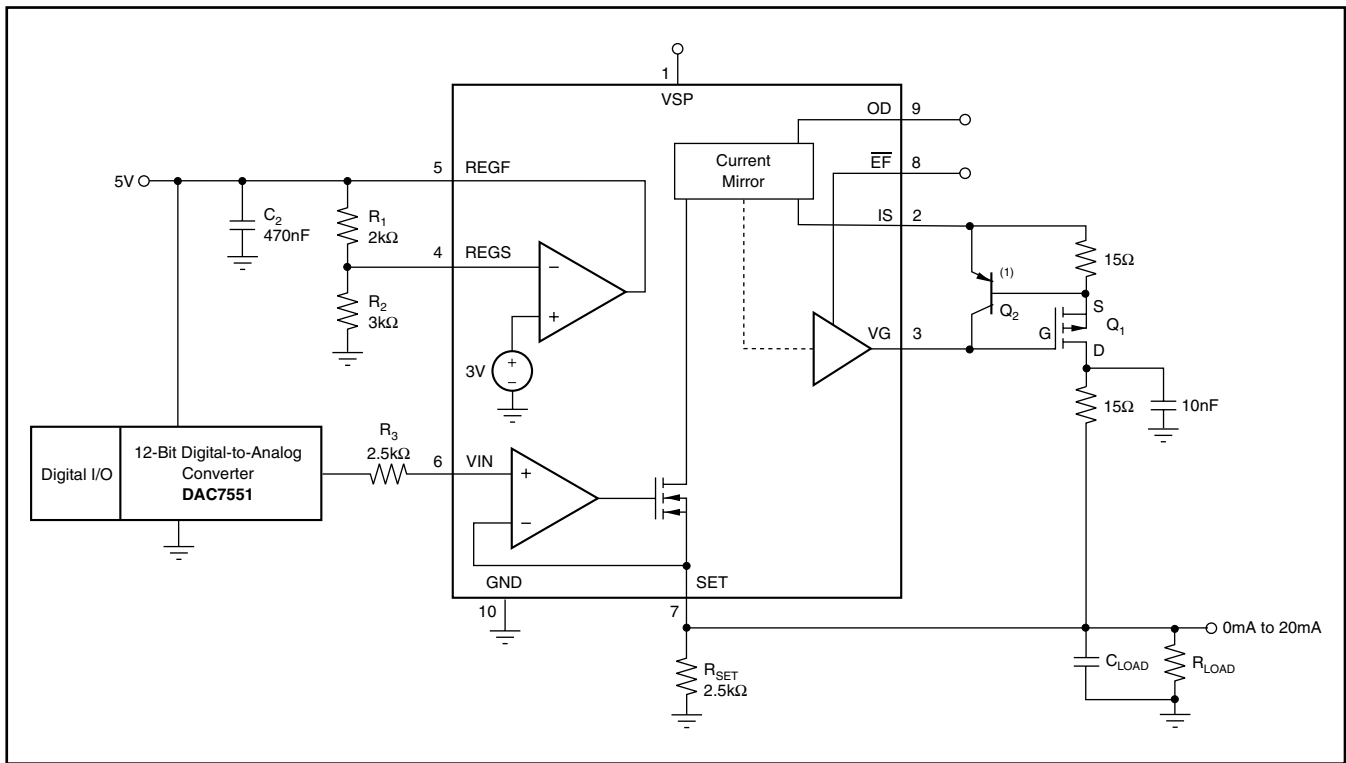 1
VSP
OD 9
EF 8
Current
Mirror
5 REGF
5V
C2
470nF
R1
2kΩ
IS 2
4 REGS
15Ω
(1)
Q2
S
Q1
G
D
R2
3kΩ
VG 3
3V
+
−
−
+
15Ω
10nF
Digital I/O
12-Bit Digital-to-Analog
Converter
DAC7551
R3
2.5kΩ
6 VIN
+
−
GND
SET
10
7
0mA to 20mA
RSET
2.5kΩ
CLOAD
RLOAD